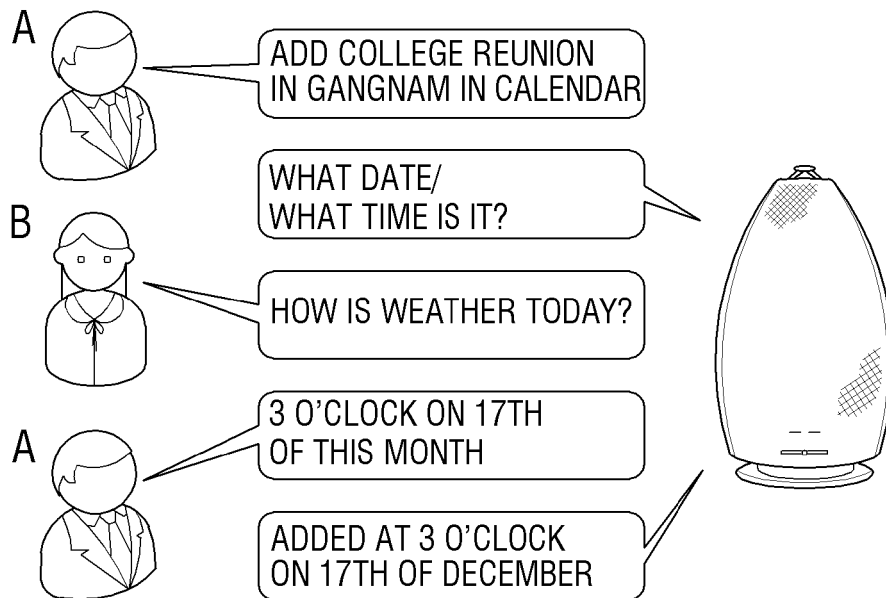 A
ADD COLLEGE REUNION
IN GANGNAM IN CALENDAR
WHAT DATE/
WHAT TIME IS IT?
B
HOW IS WEATHER TODAY?
A
3 O'CLOCK ON 17TH
OF THIS MONTH
ADDED AT 3 O'CLOCK
ON 17TH OF DECEMBER